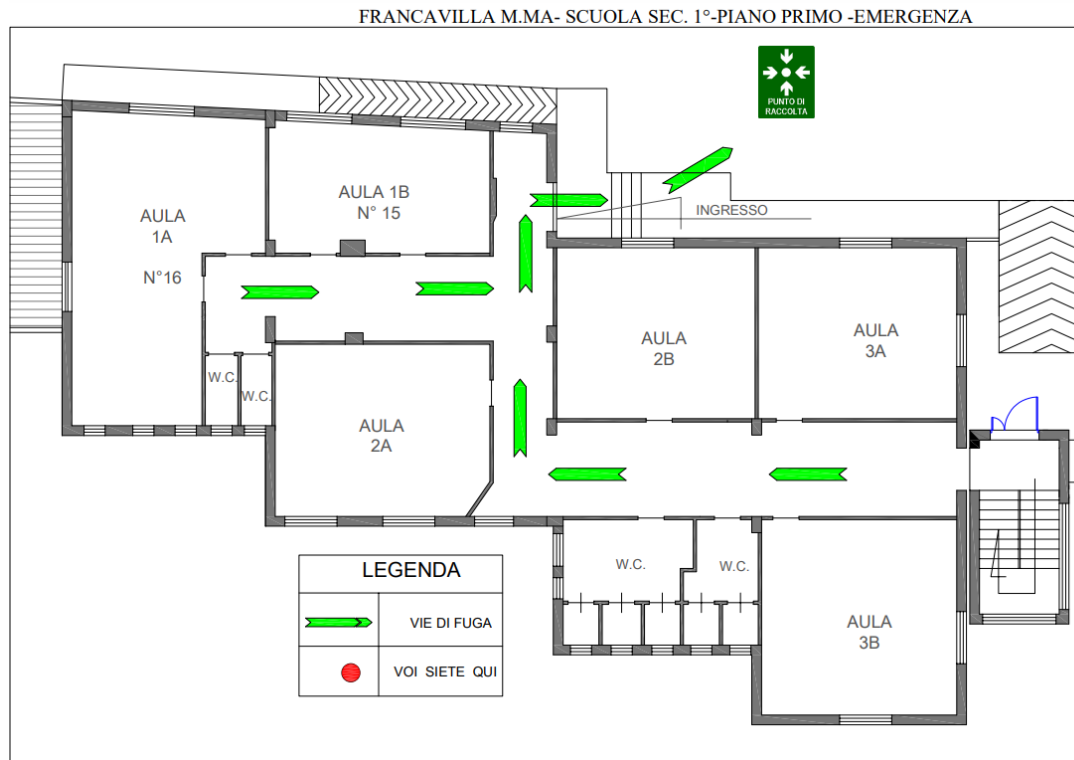 FRANCAVILLA M.MA- SCUOLA SEC. 1°-PIANO PRIMO -EMERGENZA
PUNTO DI
RACCOLTA
AULA
1A
N°16
AULA 1B
N° 15
INGRESSO
AULA
2B
AULA
3A
W.C.
W.C.
AULA
2A
W.C.
W.C.
AULA
3B
LEGENDA
VIE DI FUGA
VOI SIETE QUI